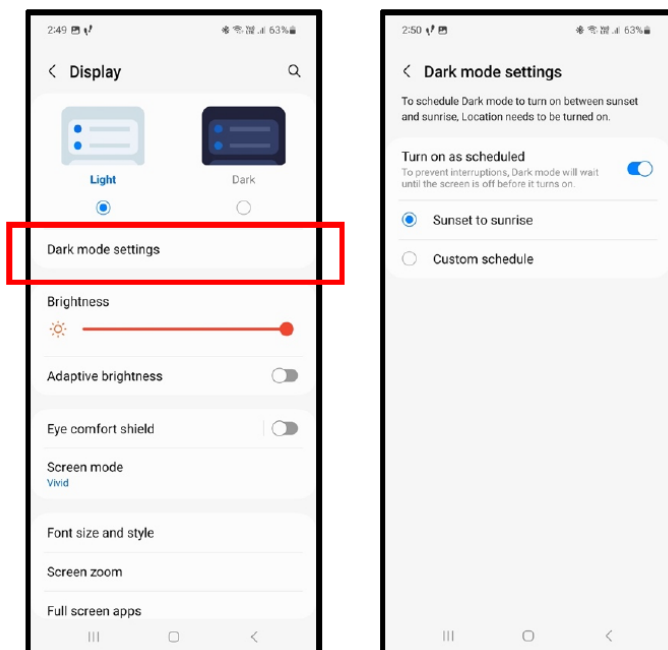 2:49 63%
Display
Light Dark
Dark mode settings
Brightness
Adaptive brightness
Eye comfort shield
Screen mode
Vivid
Font size and style
Screen zoom
Full screen apps
2:50 63%
Dark mode settings
To schedule Dark mode to turn on between sunset
and sunrise, Location needs to be turned on.
Turn on as scheduled
To prevent interruptions, Dark mode will wait
until the screen is off before it turns on.
Sunset to sunrise
Custom schedule